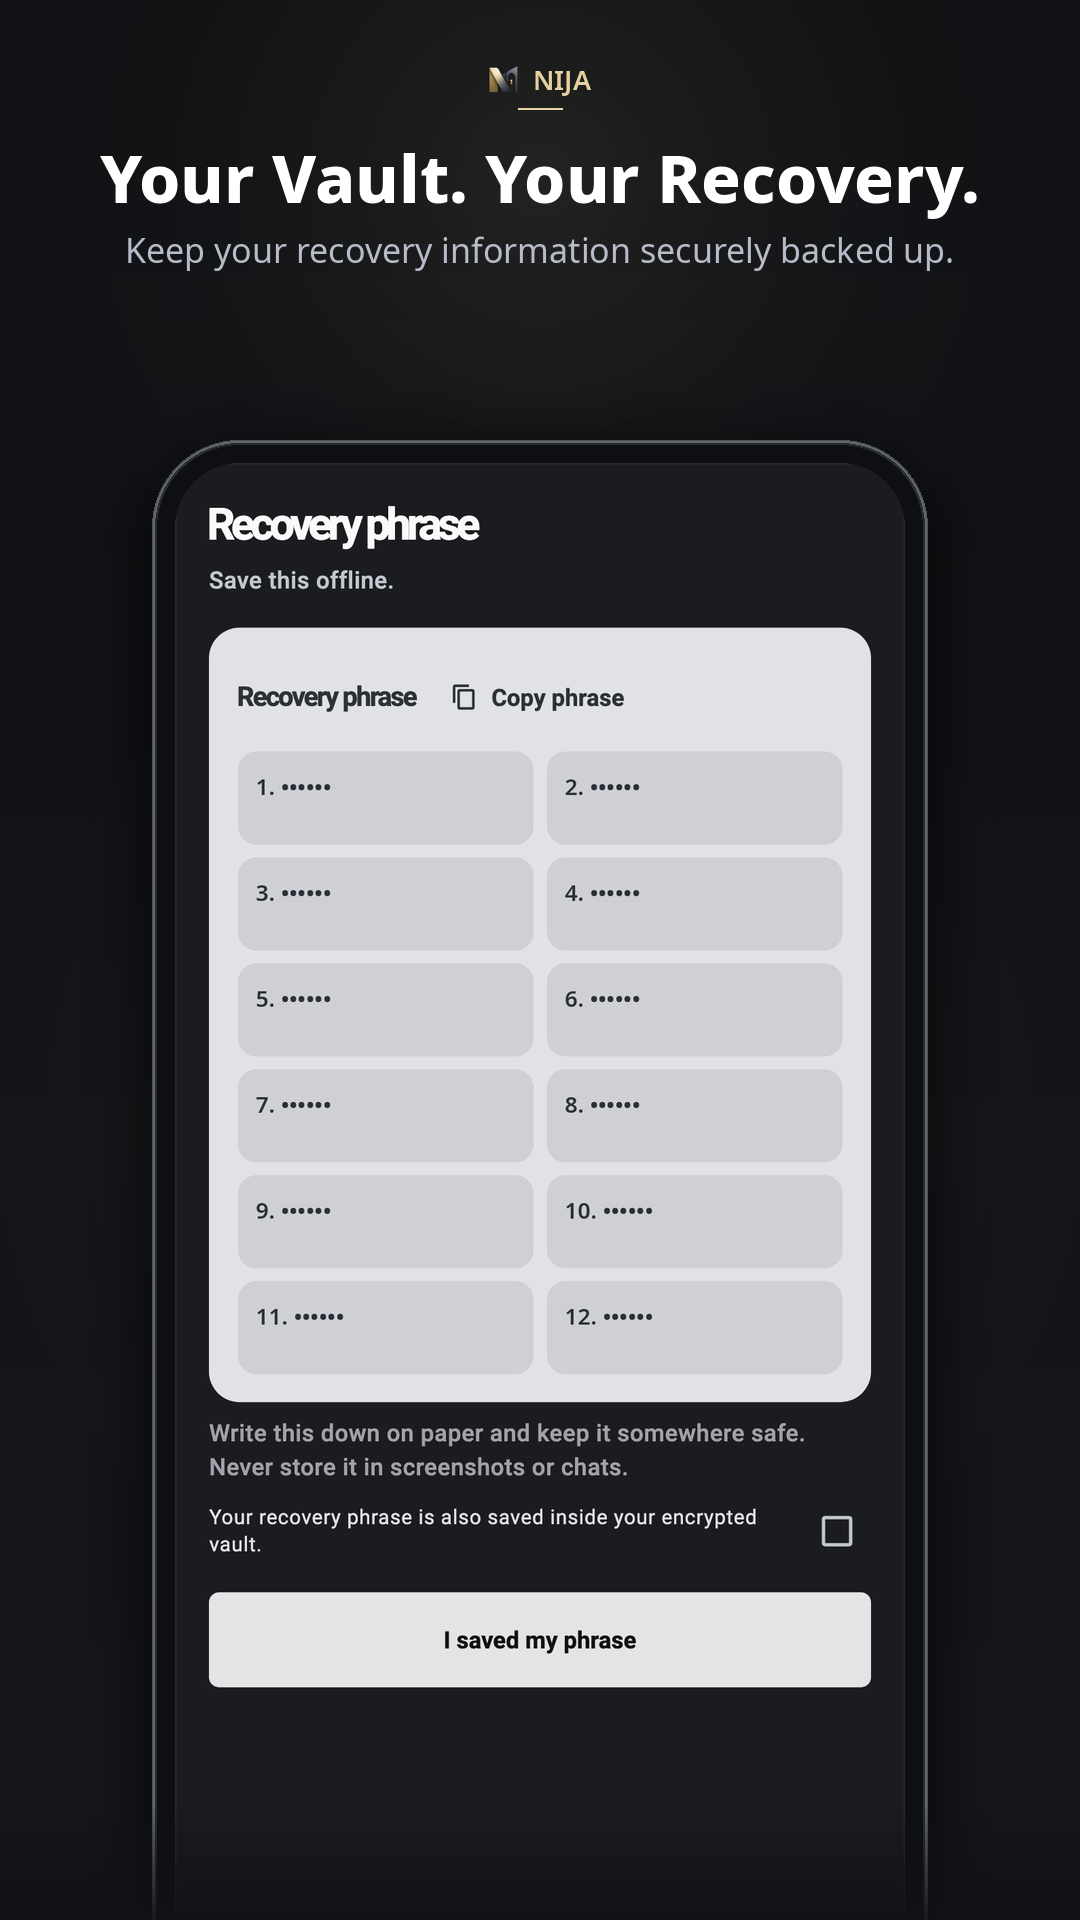 NIJA
Your Vault. Your Recovery.
Keep your recovery information securely backed up.
Recovery phrase
Save this offline.
Recovery phrase Copy phrase
1. ••••••
2. ••••••
3. ••••••
4. ••••••
5. ••••••
6. ••••••
7. ••••••
8. ••••••
9. ••••••
10. ••••••
11. ••••••
12. ••••••
Write this down on paper and keep it somewhere safe.
Never store it in screenshots or chats.
Your recovery phrase is also saved inside your encrypted
vault.
I saved my phrase